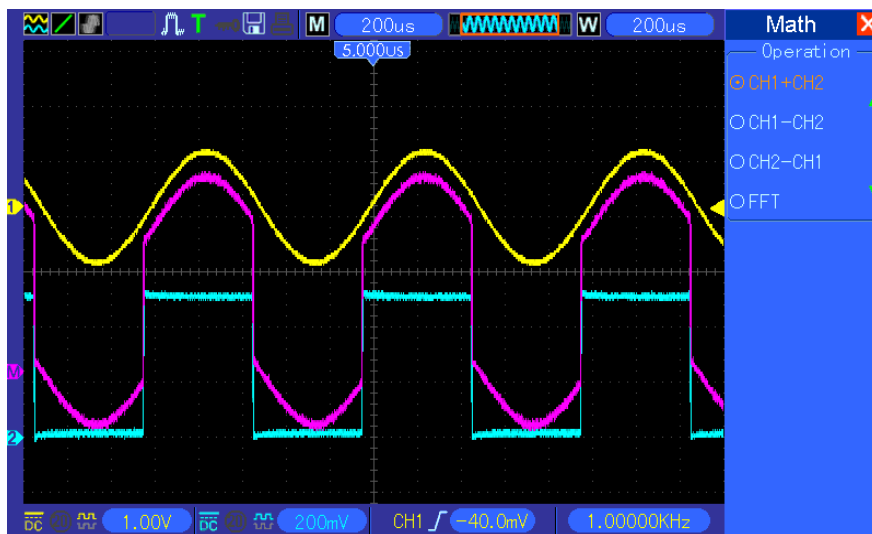 T M 200us W 200us Math
5.000us
Operation
CH1+CH2
CH1-CH2
CH2-CH1
FFT
1
M
2
DC 1.00V DC 200mV CH1 -40.0mV 1.00000KHz